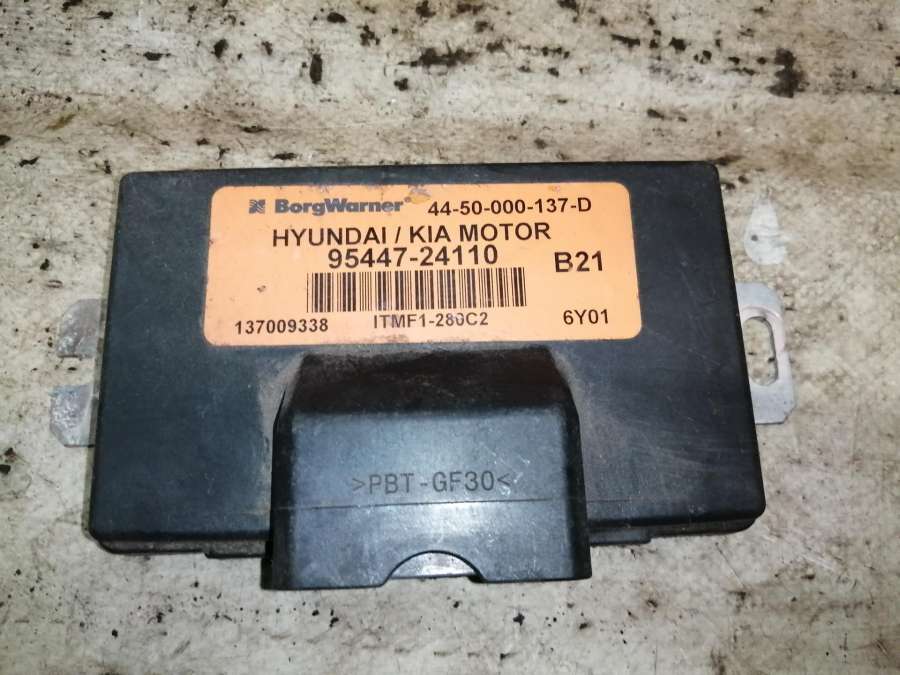 BorgWarner® 44-50-000-137-D
HYUNDAI / KIA MOTOR
95447-24110 B21
137009338 ITMF1-280C2 6Y01
>PBT-GF30<